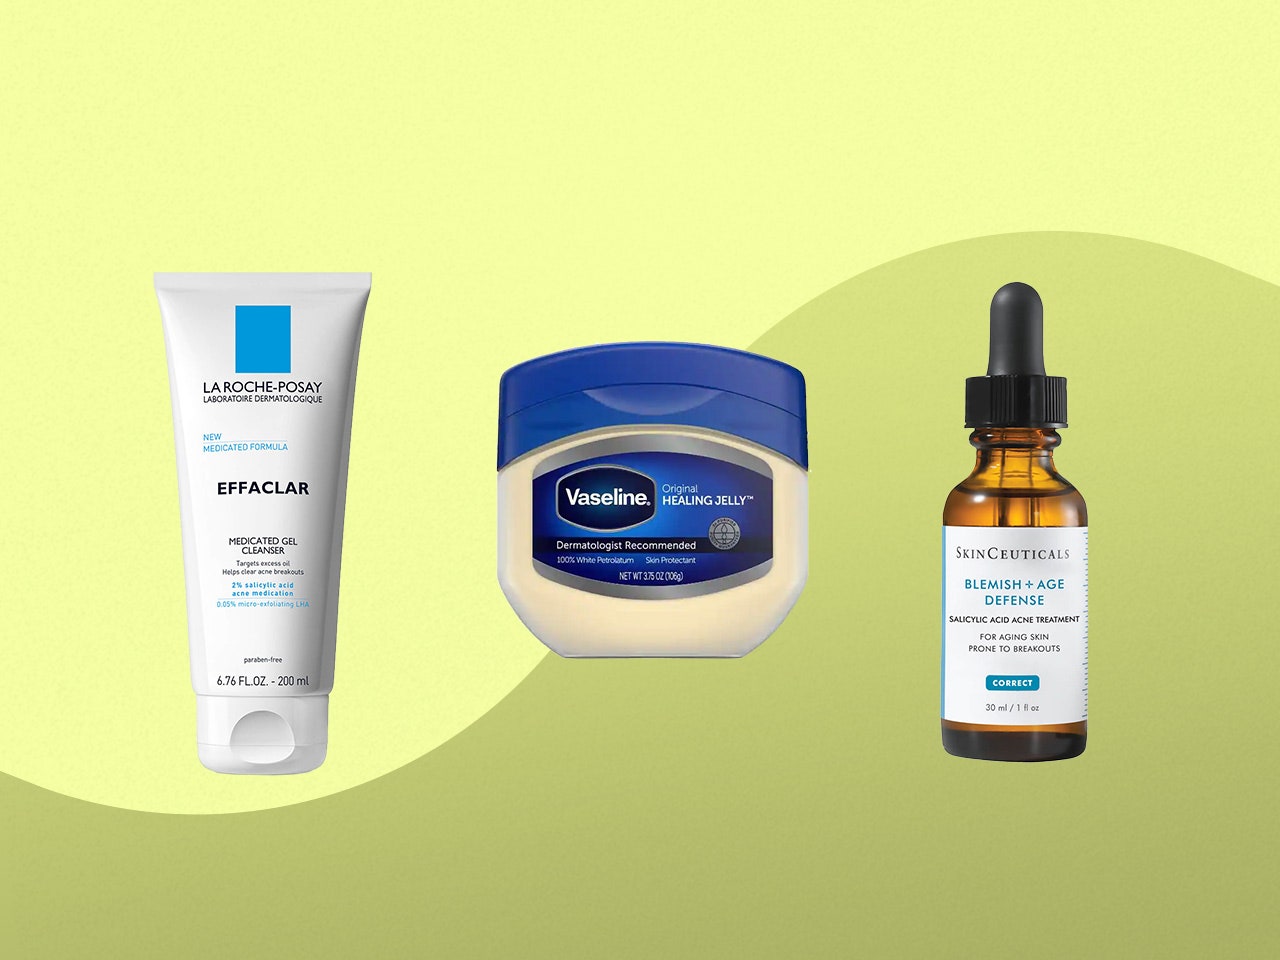 LA ROCHE-POSAY
LABORATOIRE DERMATOLOGIQUE
NEW
MEDICATED FORMULA
EFFACLAR
MEDICATED GEL
CLEANSER
Targets excess oil
Helps clear acne breakouts
2% salicylic acid
acne medication
0.05% micro-exfoliating LHA
paraben-free
6.76 FL.OZ. - 200 ml
Vaseline®
Original
HEALING JELLY™
Dermatologist Recommended
100% White Petrolatum Skin Protectant
NET WT 3.75 OZ (106g)
SKINCEUTICALS
BLEMISH + AGE
DEFENSE
SALICYLIC ACID ACNE TREATMENT
FOR AGING SKIN
PRONE TO BREAKOUTS
CORRECT
30 ml / 1 fl oz